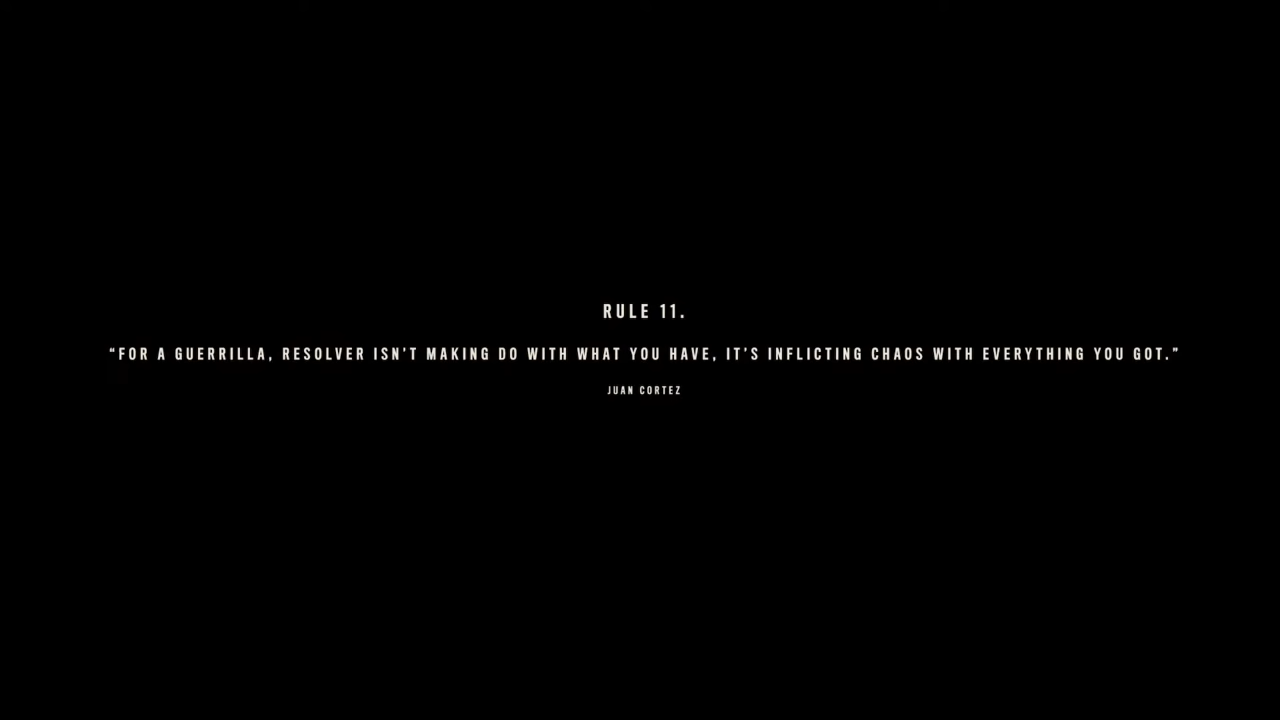 RULE 11.
“FOR A GUERRILLA, RESOLVER ISN’T MAKING DO WITH WHAT YOU HAVE, IT’S INFLICTING CHAOS WITH EVERYTHING YOU GOT.”
JUAN CORTEZ